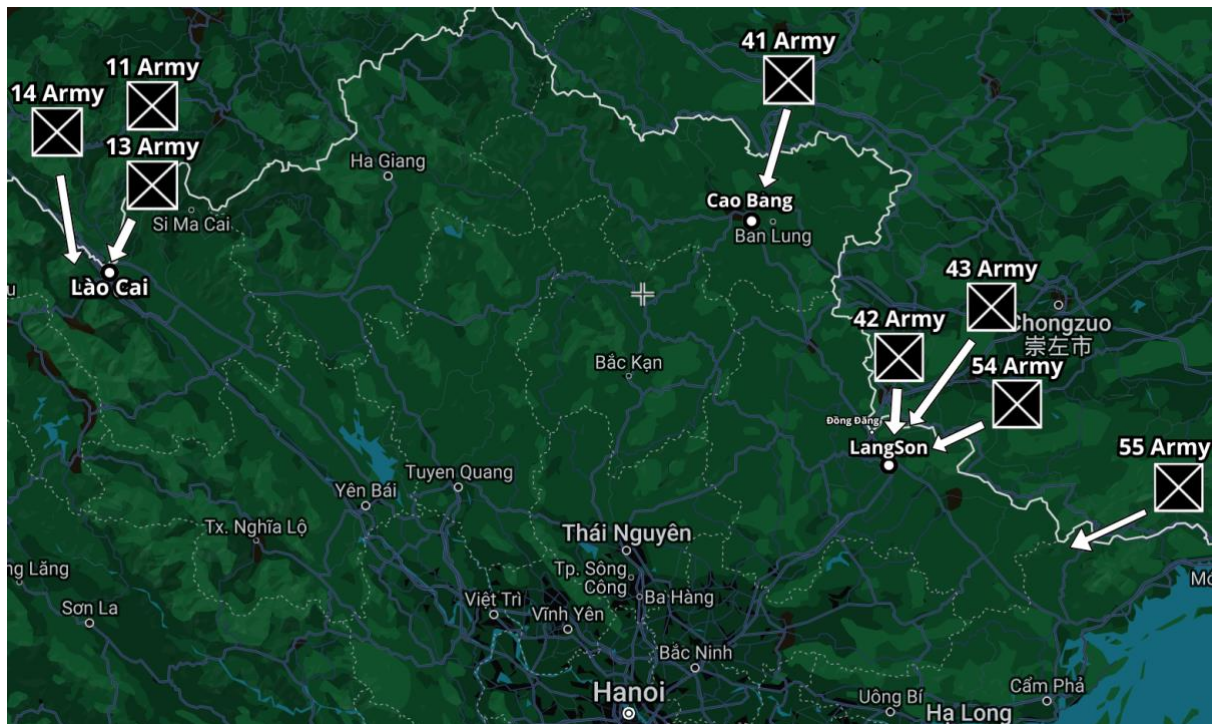 11 Army
14 Army
13 Army
41 Army
Ha Giang
Si Ma Cai
Cao Bang
Ban Lung
Lào Cai
43 Army
42 Army
Chongzuo
崇左市
54 Army
Bắc Kạn
Đồng Đăng
LangSon
55 Army
Tuyen Quang
Yên Bái
Tx. Nghĩa Lộ
Thái Nguyên
Tp. Sông
Công
Ba Hàng
ng Lăng
Sơn La
Việt Trì
Vĩnh Yên
Bắc Ninh
Hanoi
Uông Bí
Cẩm Phả
Hạ Long